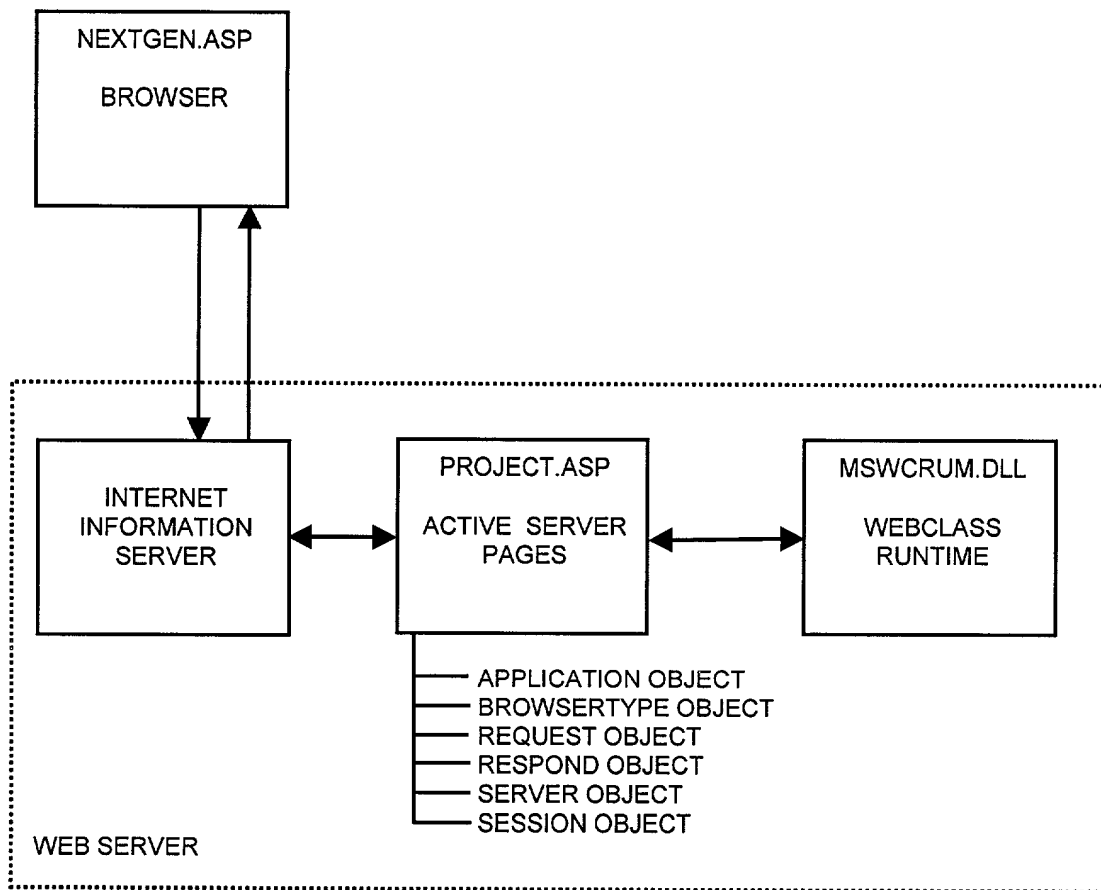 NEXTGEN.ASP
BROWSER
INTERNET
INFORMATION
SERVER
PROJECT.ASP
ACTIVE SERVER
PAGES
MSWCRUM.DLL
WEBCLASS
RUNTIME
APPLICATION OBJECT
BROWSERTYPE OBJECT
REQUEST OBJECT
RESPOND OBJECT
SERVER OBJECT
SESSION OBJECT
WEB SERVER